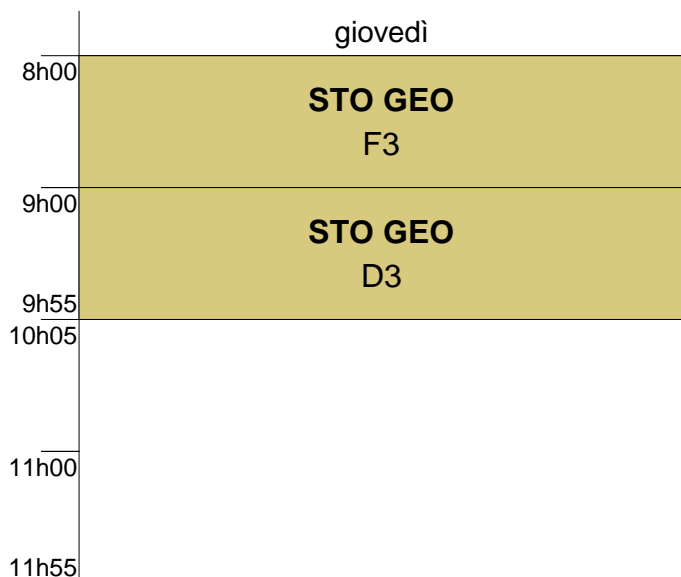 giovedì
8h00
STO GEO
F3
9h00
STO GEO
D3
9h55
10h05
11h00
11h55